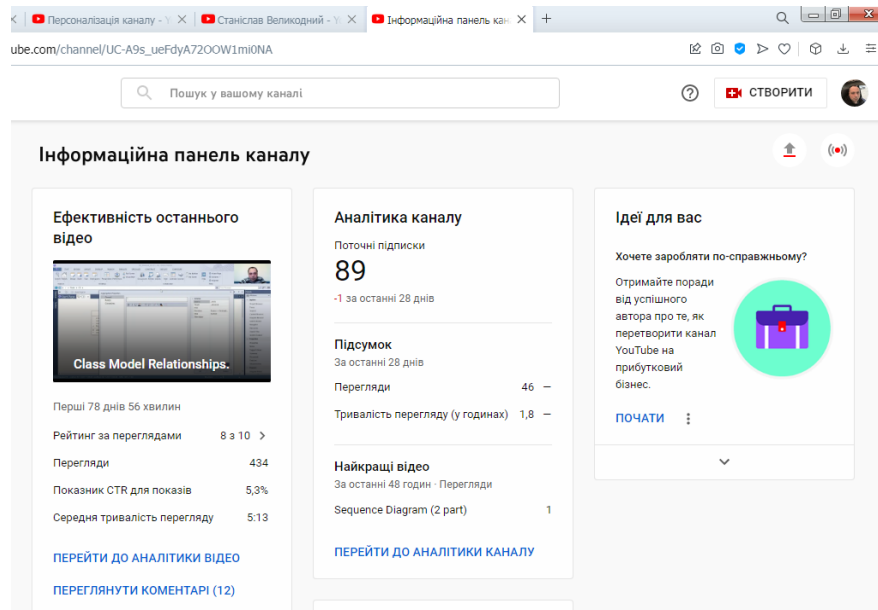 Персоналізація каналу - Y
Станіслав Великодний - Yo
Інформаційна панель кана
ube.com/channel/UC-A9s_ueFdyA72OOW1mi0NA
Пошук у вашому каналі
СТВОРИТИ
Інформаційна панель каналу
Ефективність останнього
відео
Class Model Relationships.
Перші 78 днів 56 хвилин
Рейтинг за переглядами 8 з 10
Перегляди 434
Показник CTR для показів 5,3%
Середня тривалість перегляду 5:13
ПЕРЕЙТИ ДО АНАЛІТИКИ ВІДЕО
ПЕРЕГЛЯНУТИ КОМЕНТАРІ (12)
Аналітика каналу
Поточні підписки
89
-1 за останні 28 днів
Підсумок
За останні 28 днів
Перегляди 46 —
Тривалість перегляду (у годинах) 1,8 —
Найкращі відео
За останні 48 годин · Перегляди
Sequence Diagram (2 part) 1
ПЕРЕЙТИ ДО АНАЛІТИКИ КАНАЛУ
Ідеї для вас
Хочете заробляти по-справжньому?
Отримайте поради
від успішного
автора про те, як
перетворити канал
YouTube на
прибутковий
бізнес.
ПОЧАТИ